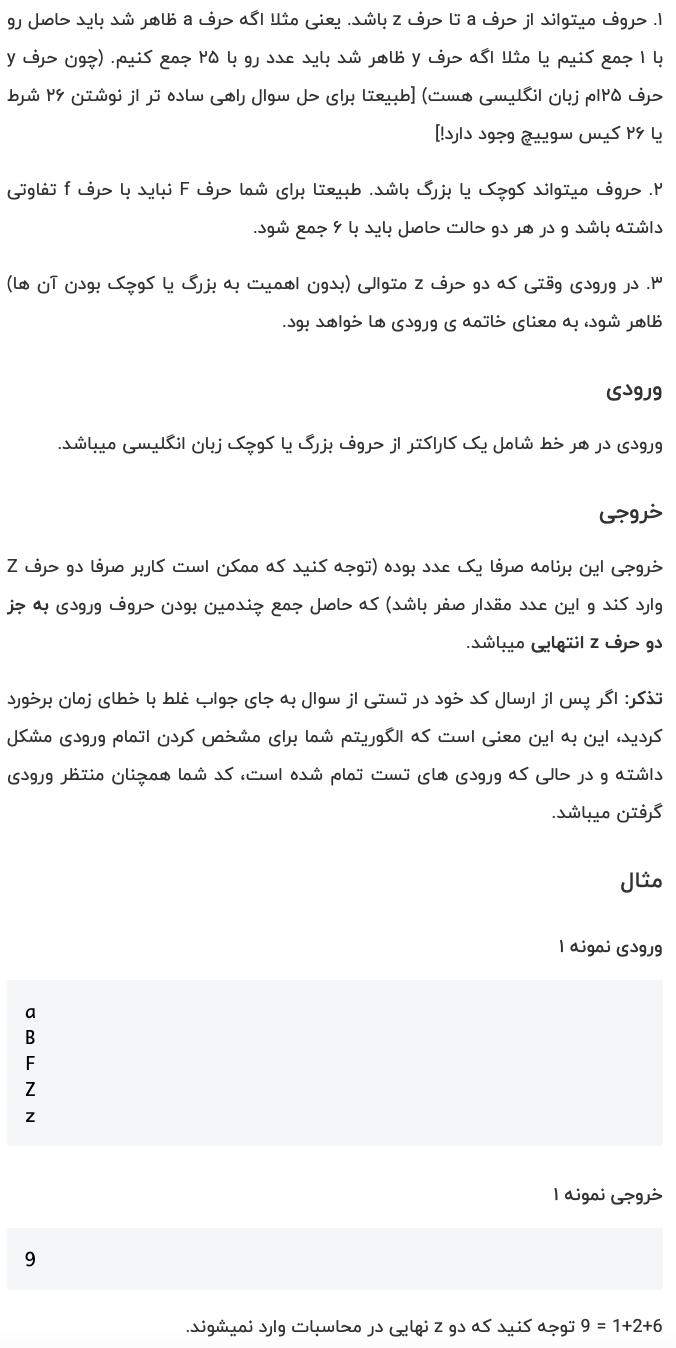 ۱. حروف میتواند از حرف a تا حرف z باشد. یعنی مثلا اگه حرف a ظاهر شد باید حاصل رو
با ۱ جمع کنیم یا مثلا اگه حرف y ظاهر شد باید عدد رو با ۲۵ جمع کنیم. (چون حرف y
حرف ۲۵ام زبان انگلیسی هست) [طبیعتا برای حل سوال راهی ساده تر از نوشتن ۲۶ شرط
یا ۲۶ کیس سوییچ وجود دارد!]
۲. حروف میتواند کوچک یا بزرگ باشد. طبیعتا برای شما حرف F نباید با حرف f تفاوتی
داشته باشد و در هر دو حالت حاصل باید با ۶ جمع شود.
۳. در ورودی وقتی که دو حرف z متوالی (بدون اهمیت به بزرگ یا کوچک بودن آن ها)
ظاهر شود، به معنای خاتمه ی ورودی ها خواهد بود.
ورودی
ورودی در هر خط شامل یک کاراکتر از حروف بزرگ یا کوچک زبان انگلیسی میباشد.
خروجی
خروجی این برنامه صرفا یک عدد بوده (توجه کنید که ممکن است کاربر صرفا دو حرف Z
وارد کند و این عدد مقدار صفر باشد) که حاصل جمع چندمین بودن حروف ورودی به جز
دو حرف z انتهایی میباشد.
تذکر: اگر پس از ارسال کد خود در تستی از سوال به جای جواب غلط با خطای زمان برخورد
کردید، این به این معنی است که الگوریتم شما برای مشخص کردن اتمام ورودی مشکل
داشته و در حالی که ورودی های تست تمام شده است، کد شما همچنان منتظر ورودی
گرفتن میباشد.
مثال
ورودی نمونه ۱
a
B
F
Z
z
خروجی نمونه ۱
9
1+2+6 = 9 توجه کنید که دو z نهایی در محاسبات وارد نمیشوند.